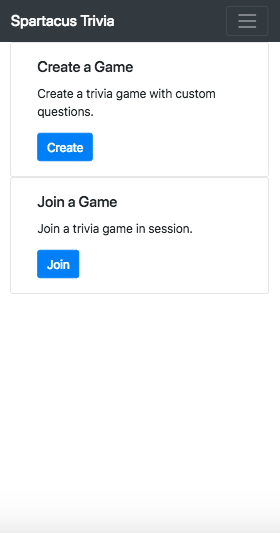 Spartacus Trivia
Create a Game
Create a trivia game with custom
questions.
Create
Join a Game
Join a trivia game in session.
Join